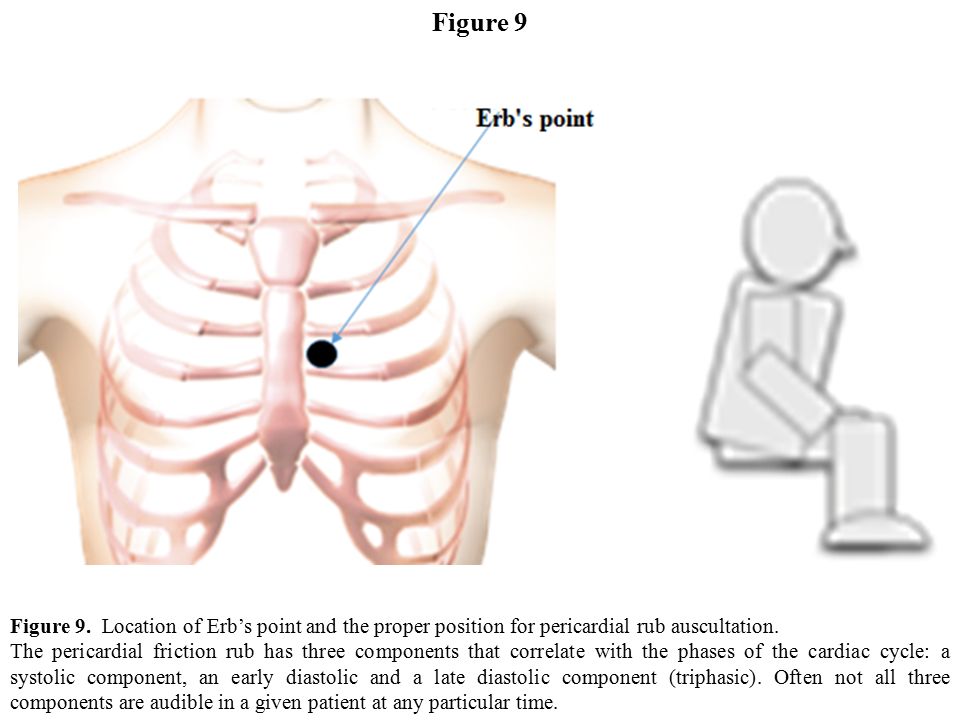 Figure 9
Erb's point
Figure 9.  Location of Erb’s point and the proper position for pericardial rub auscultation.
The pericardial friction rub has three components that correlate with the phases of the cardiac cycle: a
systolic component, an early diastolic and a late diastolic component (triphasic). Often not all three
components are audible in a given patient at any particular time.